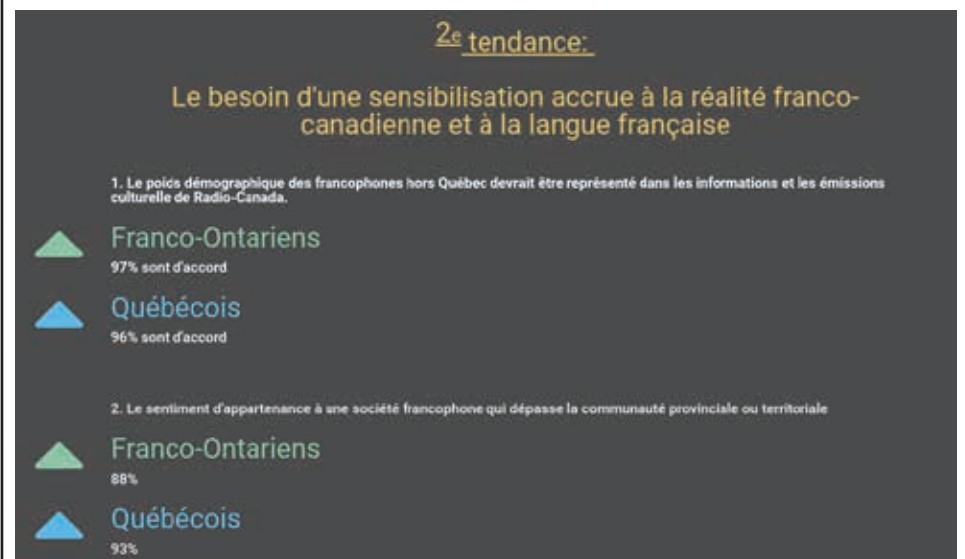 2e tendance:
Le besoin d'une sensibilisation accrue à la réalité franco-
canadienne et à la langue française
1. Le poids démographique des francophones hors Québec devrait être représenté dans les informations et les émissions
culturelle de Radio-Canada.
Franco-Ontariens
97% sont d'accord
Québécois
96% sont d'accord
2. Le sentiment d'appartenance à une société francophone qui dépasse la communauté provinciale ou territoriale
Franco-Ontariens
88%
Québécois
93%